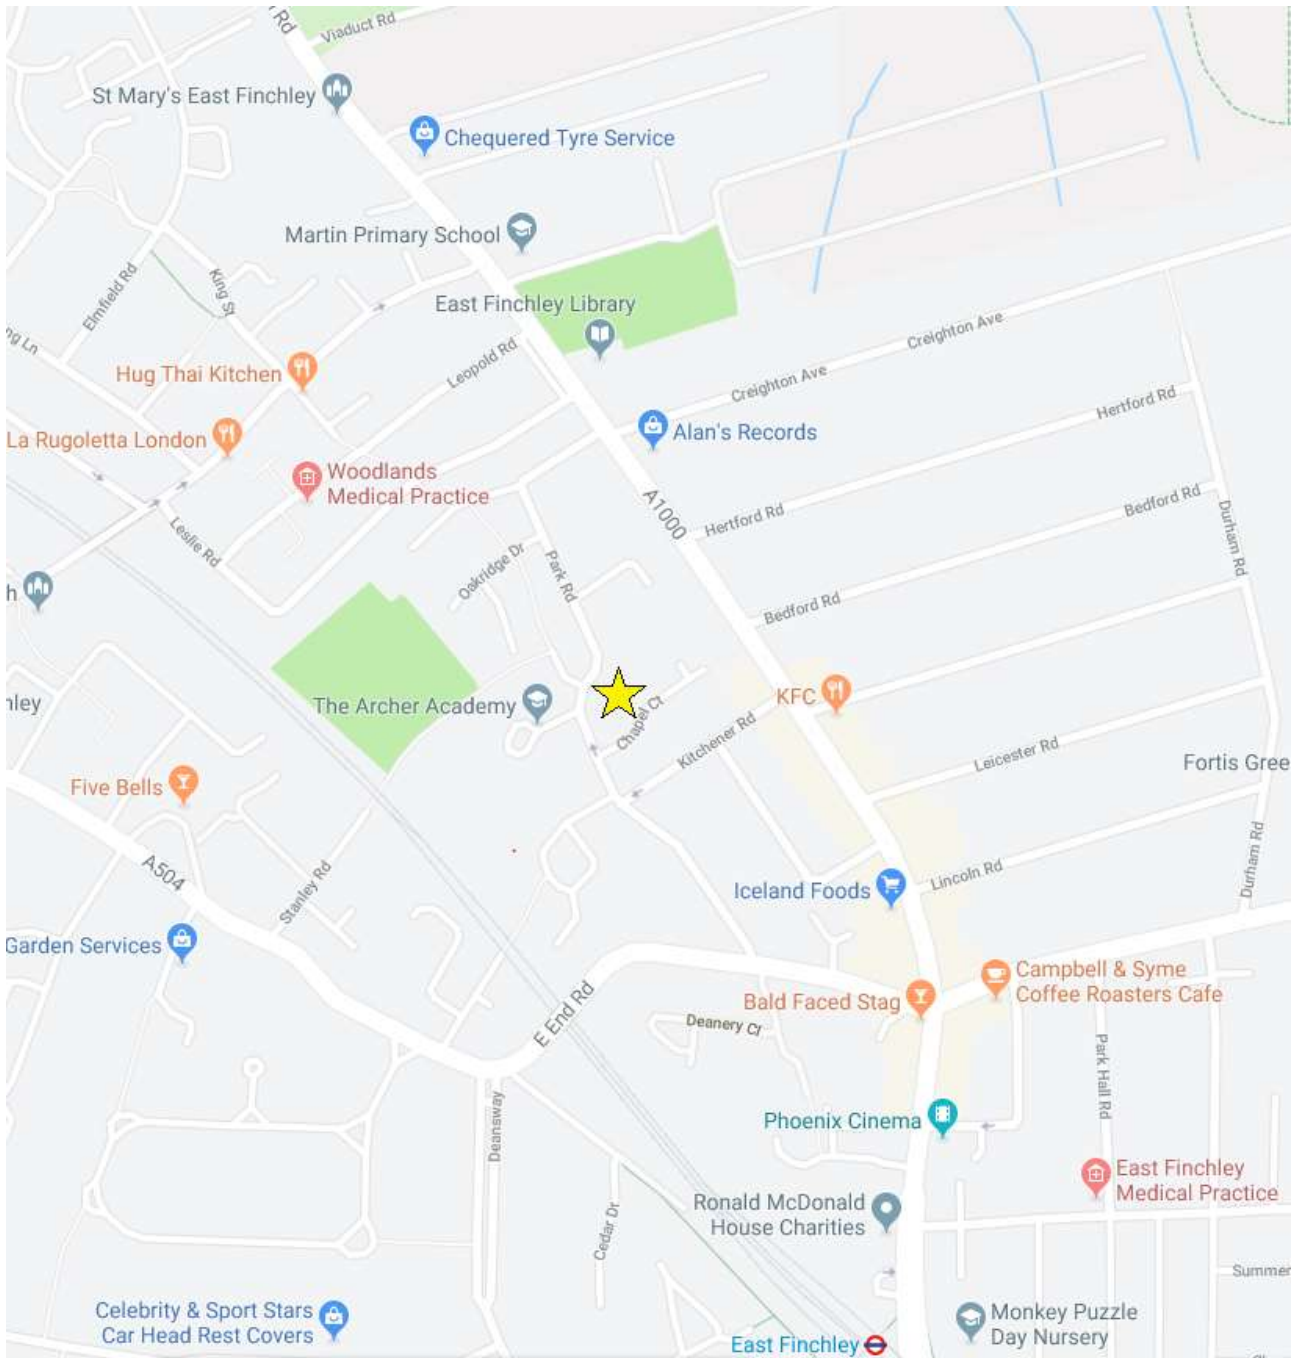 Viaduct Rd
St Mary's East Finchley
Chequered Tyre Service
Martin Primary School
East Finchley Library
Elmfield Rd
King St
Creighton Ave
Leopold Rd
Hug Thai Kitchen
Creighton Ave
Hertford Rd
La Rugoletta London
Alan's Records
Woodlands
Medical Practice
A1000
Hertford Rd
Bedford Rd
Leslie Rd
Durham Rd
Oakridge Dr
Park Rd
Bedford Rd
The Archer Academy
KFC
Chapel Ct
Kitchener Rd
Leicester Rd
Fortis Gree
Five Bells
A504
Stanley Rd
Iceland Foods
Lincoln Rd
Durham Rd
Garden Services
Campbell & Syme
Coffee Roasters Cafe
Bald Faced Stag
E End Rd
Deanery Ct
Park Hall Rd
Phoenix Cinema
Deansway
East Finchley
Medical Practice
Ronald McDonald
House Charities
Cedar Dr
Summer
Celebrity & Sport Stars
Car Head Rest Covers
Monkey Puzzle
Day Nursery
East Finchley